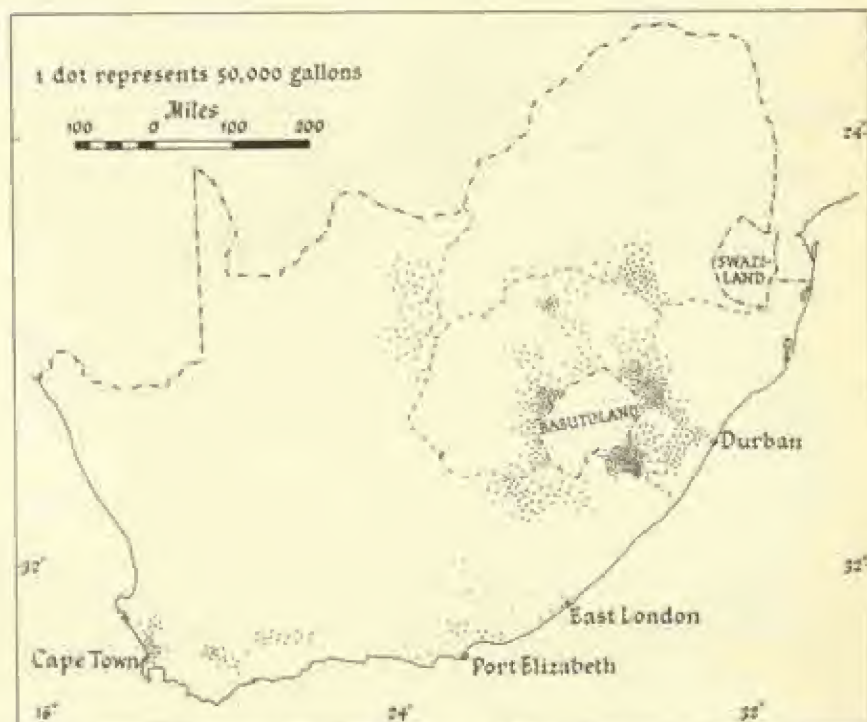 1 dot represents 50,000 gallons
Miles
100 0 100 200
24°
SWAZI-
LAND
BASUTOLAND
Durban
32° 32°
East London
Cape Town
Port Elizabeth
16° 24° 32°